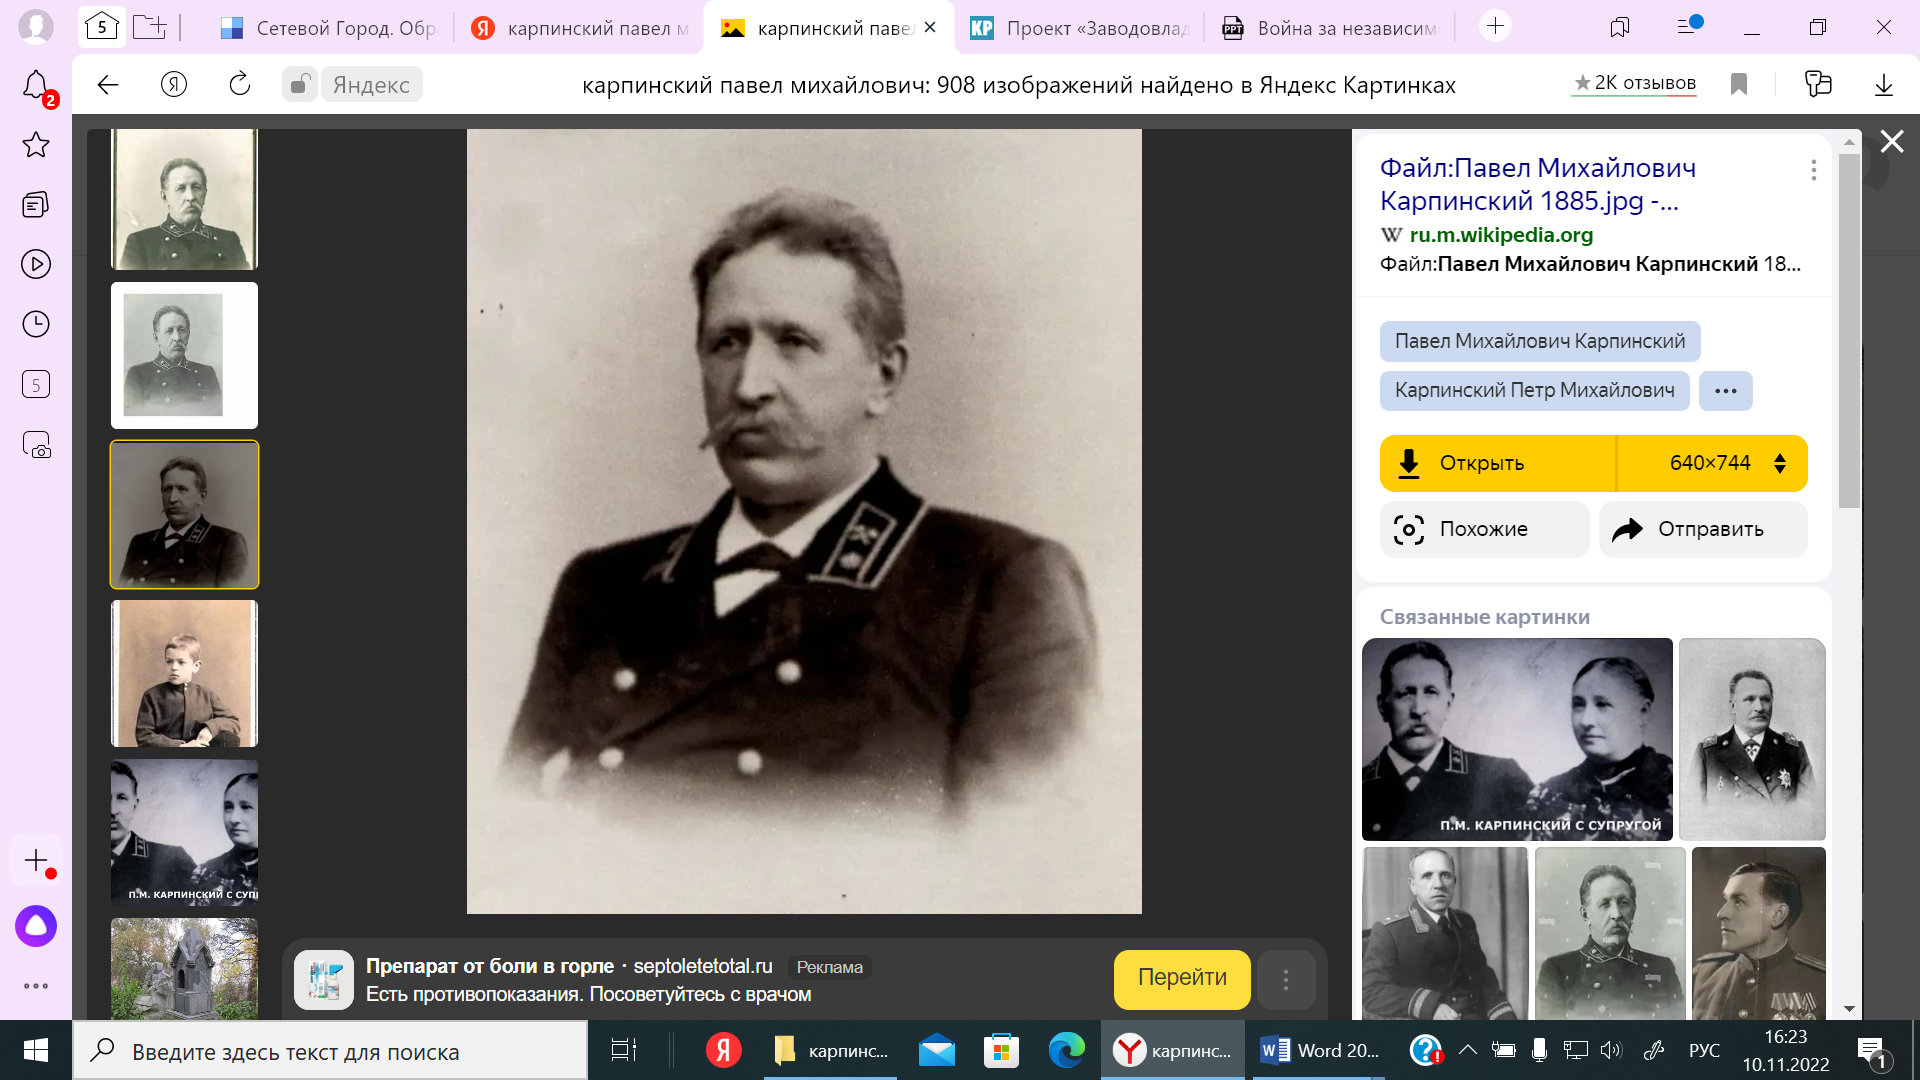 5
Сетевой Город. Обр
карпинский павел м
карпинский павел
Проект «Заводовлад
Война за независим
2
Яндекс
карпинский павел михайлович: 908 изображений найдено в Яндекс Картинках
2K отзывов
5
Файл:Павел Михайлович
Карпинский 1885.jpg -...
W ru.m.wikipedia.org
Файл:Павел Михайлович Карпинский 18...
Павел Михайлович Карпинский
Карпинский Петр Михайлович
Открыть
640×744
Похожие
Отправить
Связанные картинки
П.М. КАРПИНСКИЙ С СУПРУГОЙ
П.М. КАРПИНСКИЙ С СУП
Препарат от боли в горле · septoletetotal.ru Реклама
Есть противопоказания. Посоветуйтесь с врачом
Перейти
Введите здесь текст для поиска
карпинс...
карпинс...
Word 20...
РУС
16:23
10.11.2022
1